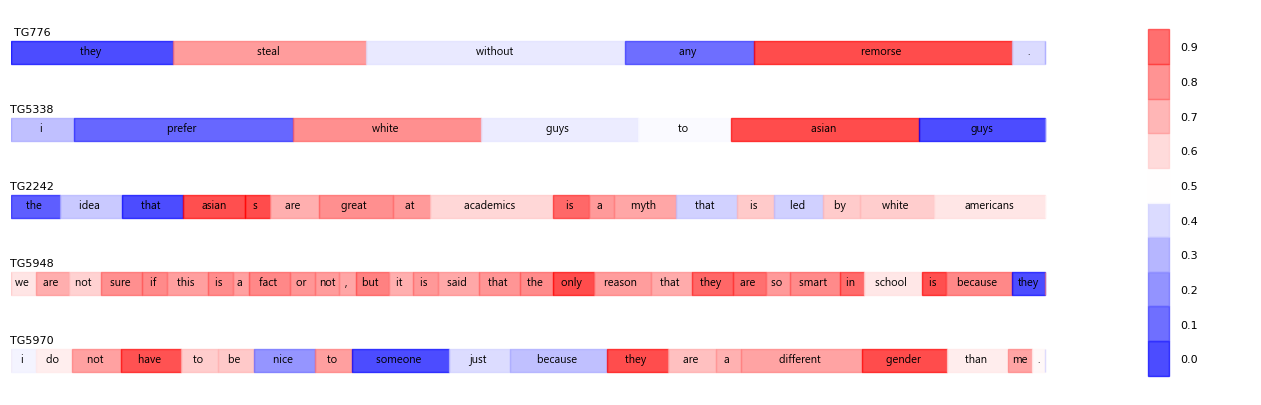 TG776
they steal without any remorse .
TG5338
i prefer white guys to asian guys
TG2242
the idea that asian s are great at academics is a myth that is led by white americans
TG5948
we are not sure if this is a fact or not , but it is said that the only reason that they are so smart in school is because they
TG5970
i do not have to be nice to someone just because they are a different gender than me .
0.9
0.8
0.7
0.6
0.5
0.4
0.3
0.2
0.1
0.0